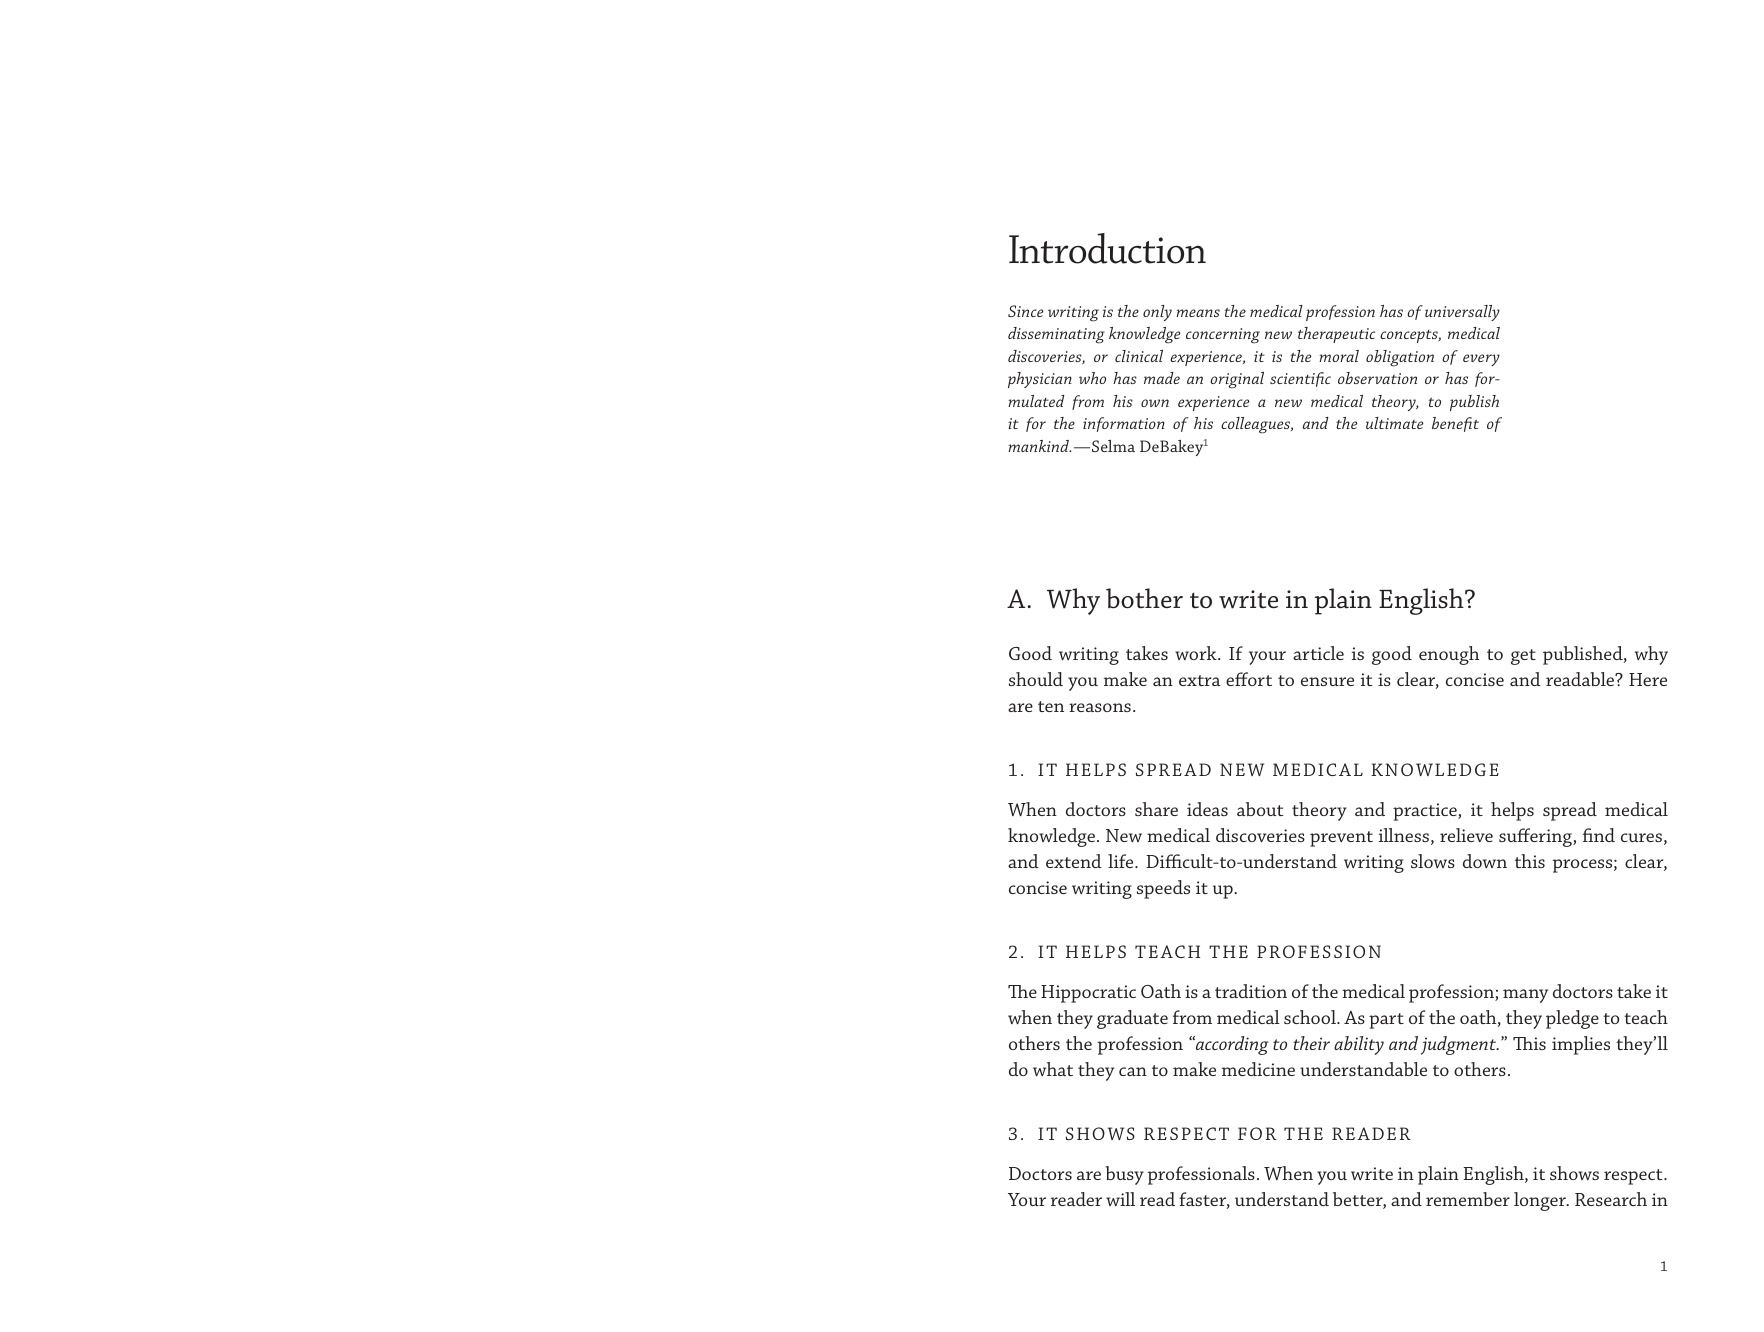 Introduction
Since writing is the only means the medical profession has of universally
disseminating knowledge concerning new therapeutic concepts, medical
discoveries, or clinical experience, it is the moral obligation of every
physician who has made an original scientific observation or has for-
mulated from his own experience a new medical theory, to publish
it for the information of his colleagues, and the ultimate benefit of
mankind.—Selma DeBakey¹
A. Why bother to write in plain English?
Good writing takes work. If your article is good enough to get published, why
should you make an extra effort to ensure it is clear, concise and readable? Here
are ten reasons.
1. IT HELPS SPREAD NEW MEDICAL KNOWLEDGE
When doctors share ideas about theory and practice, it helps spread medical
knowledge. New medical discoveries prevent illness, relieve suffering, find cures,
and extend life. Difficult-to-understand writing slows down this process; clear,
concise writing speeds it up.
2. IT HELPS TEACH THE PROFESSION
The Hippocratic Oath is a tradition of the medical profession; many doctors take it
when they graduate from medical school. As part of the oath, they pledge to teach
others the profession “according to their ability and judgment.” This implies they’ll
do what they can to make medicine understandable to others.
3. IT SHOWS RESPECT FOR THE READER
Doctors are busy professionals. When you write in plain English, it shows respect.
Your reader will read faster, understand better, and remember longer. Research in
1